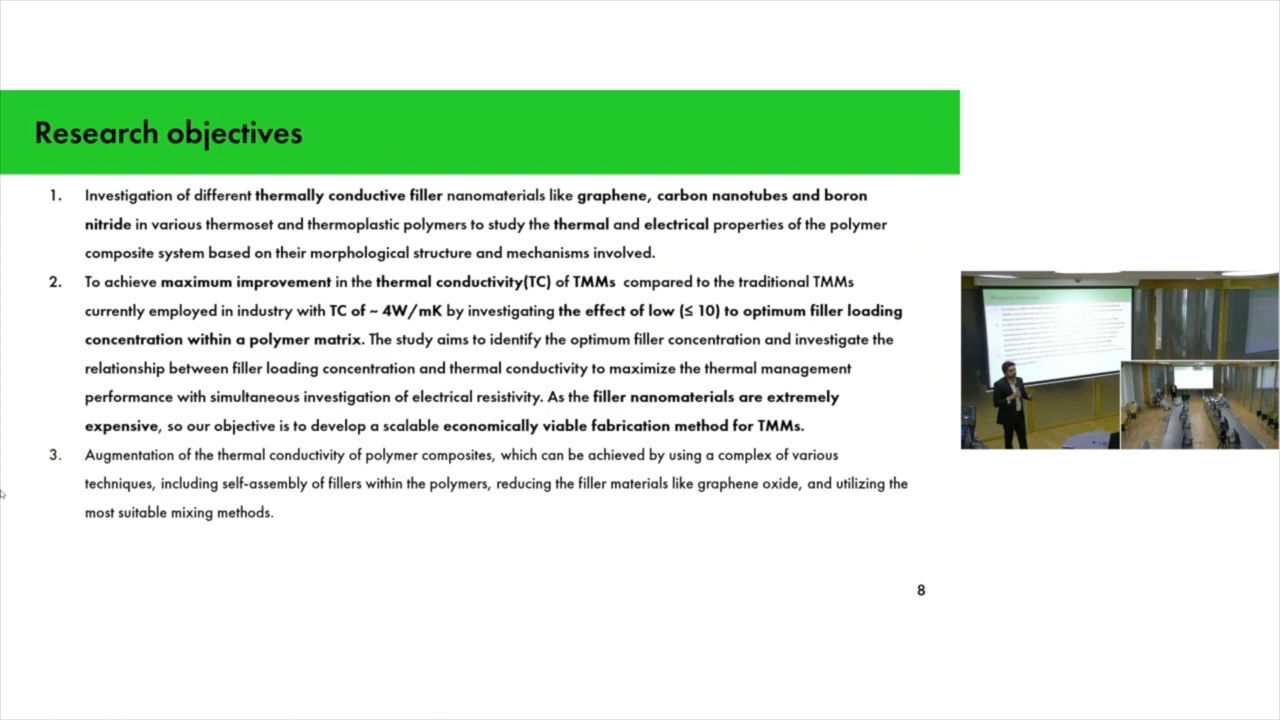 Research objectives
1. Investigation of different thermally conductive filler nanomaterials like graphene, carbon nanotubes and boron
nitride in various thermoset and thermoplastic polymers to study the thermal and electrical properties of the polymer
composite system based on their morphological structure and mechanisms involved.
2. To achieve maximum improvement in the thermal conductivity(TC) of TMMs compared to the traditional TMMs
currently employed in industry with TC of ~ 4W/mK by investigating the effect of low (≤ 10) to optimum filler loading
concentration within a polymer matrix. The study aims to identify the optimum filler concentration and investigate the
relationship between filler loading concentration and thermal conductivity to maximize the thermal management
performance with simultaneous investigation of electrical resistivity. As the filler nanomaterials are extremely
expensive, so our objective is to develop a scalable economically viable fabrication method for TMMs.
3. Augmentation of the thermal conductivity of polymer composites, which can be achieved by using a complex of various
techniques, including self-assembly of fillers within the polymers, reducing the filler materials like graphene oxide, and utilizing the
most suitable mixing methods.
8